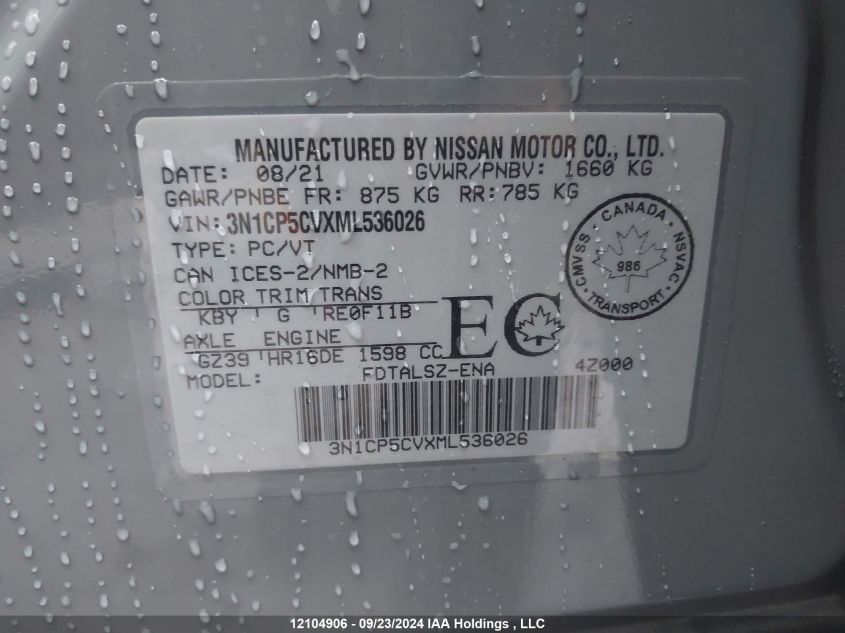 MANUFACTURED BY NISSAN MOTOR CO., LTD.
DATE: 08/21 GVWR/PNBV: 1660 KG
GAWR/PNBE FR: 875 KG RR: 785 KG
VIN: 3N1CP5CVXML536026
TYPE: PC/VT
CAN ICES-2/NMB-2
COLOR TRIM TRANS
KBY G RE0F11B
AXLE ENGINE
GZ39 HR16DE 1598 CC
EC
MODEL: FDTALSZ-ENA 4Z000
3N1CP5CVXML536026
CANADA
CMVSS 986 NSVAC
TRANSPORT
12104906 - 09/23/2024 IAA Holdings , LLC